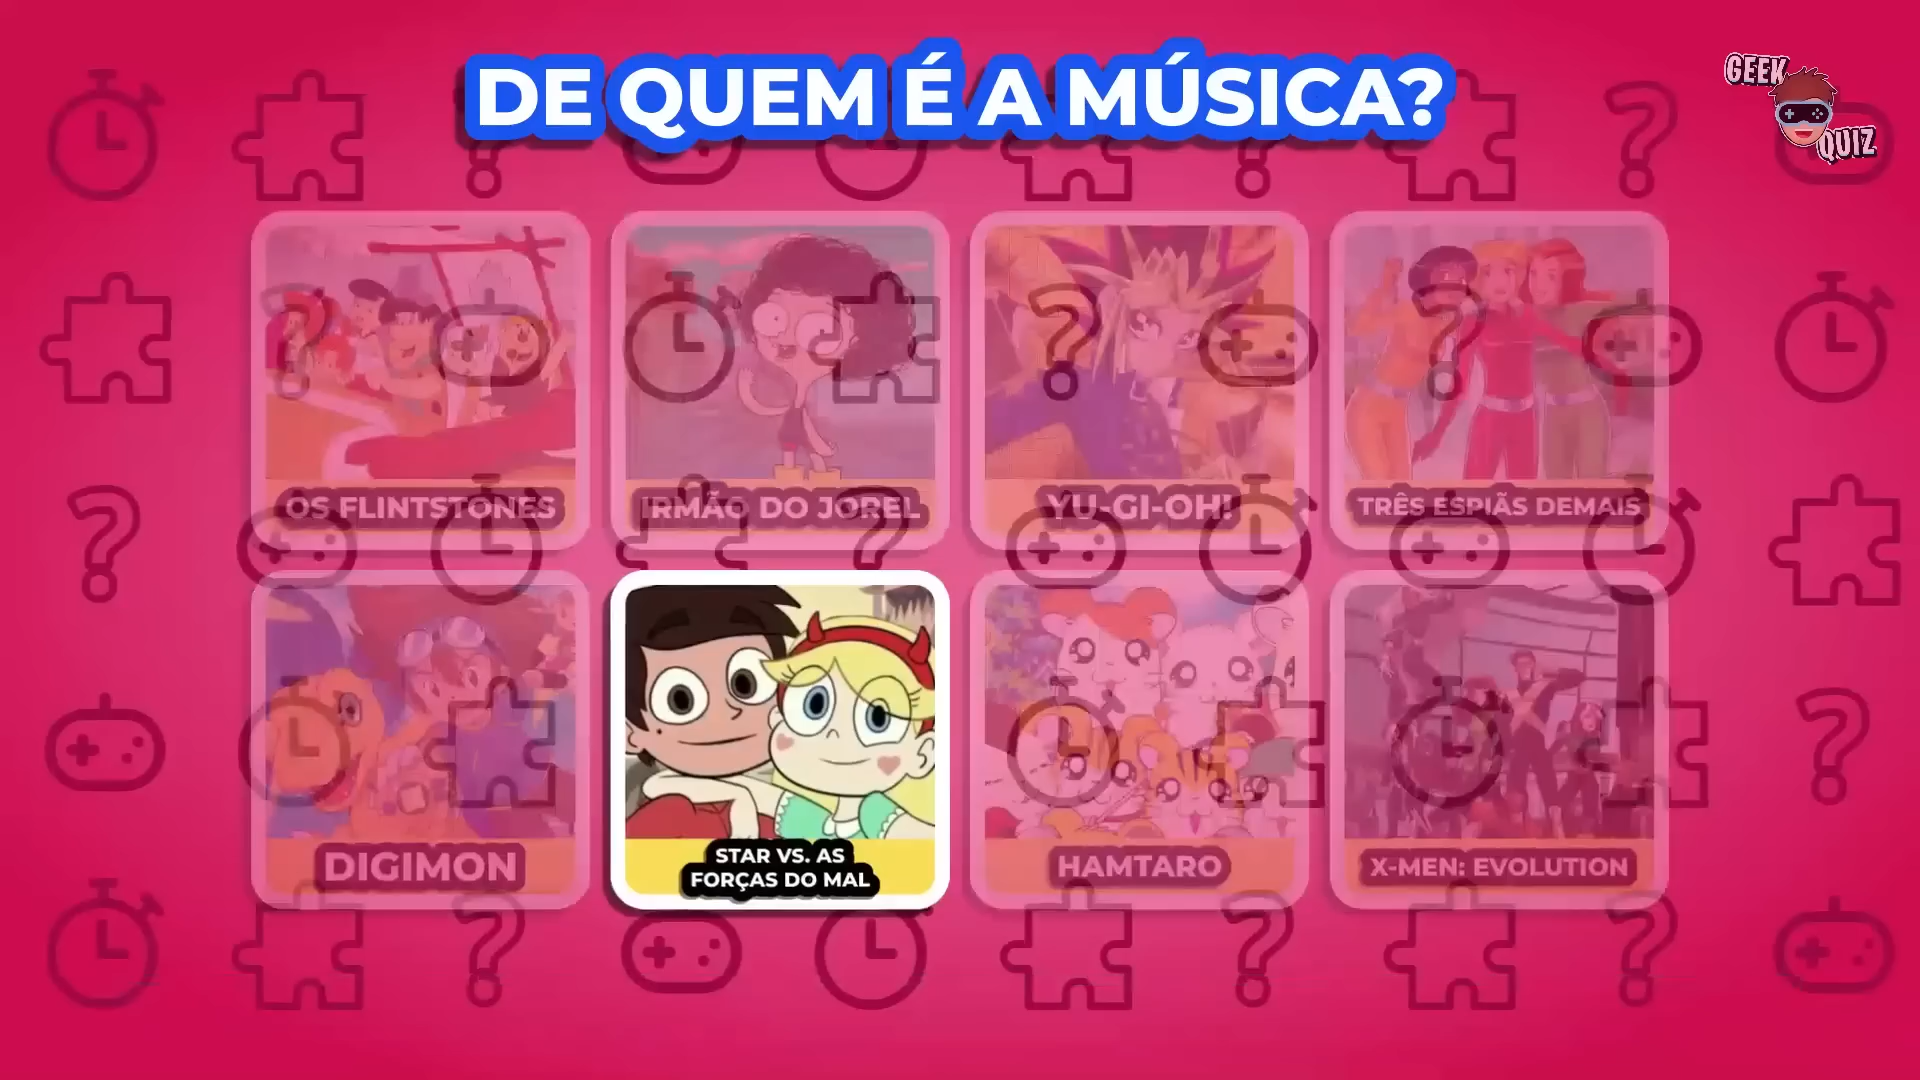 DE QUEM É A MÚSICA?
GEEK
QUIZ
OS FLINTSTONES
IRMÃO DO JOREL
YU-GI-OH!
TRÊS ESPIÃS DEMAIS
DIGIMON
STAR VS. AS
FORÇAS DO MAL
HAMTARO
X-MEN: EVOLUTION